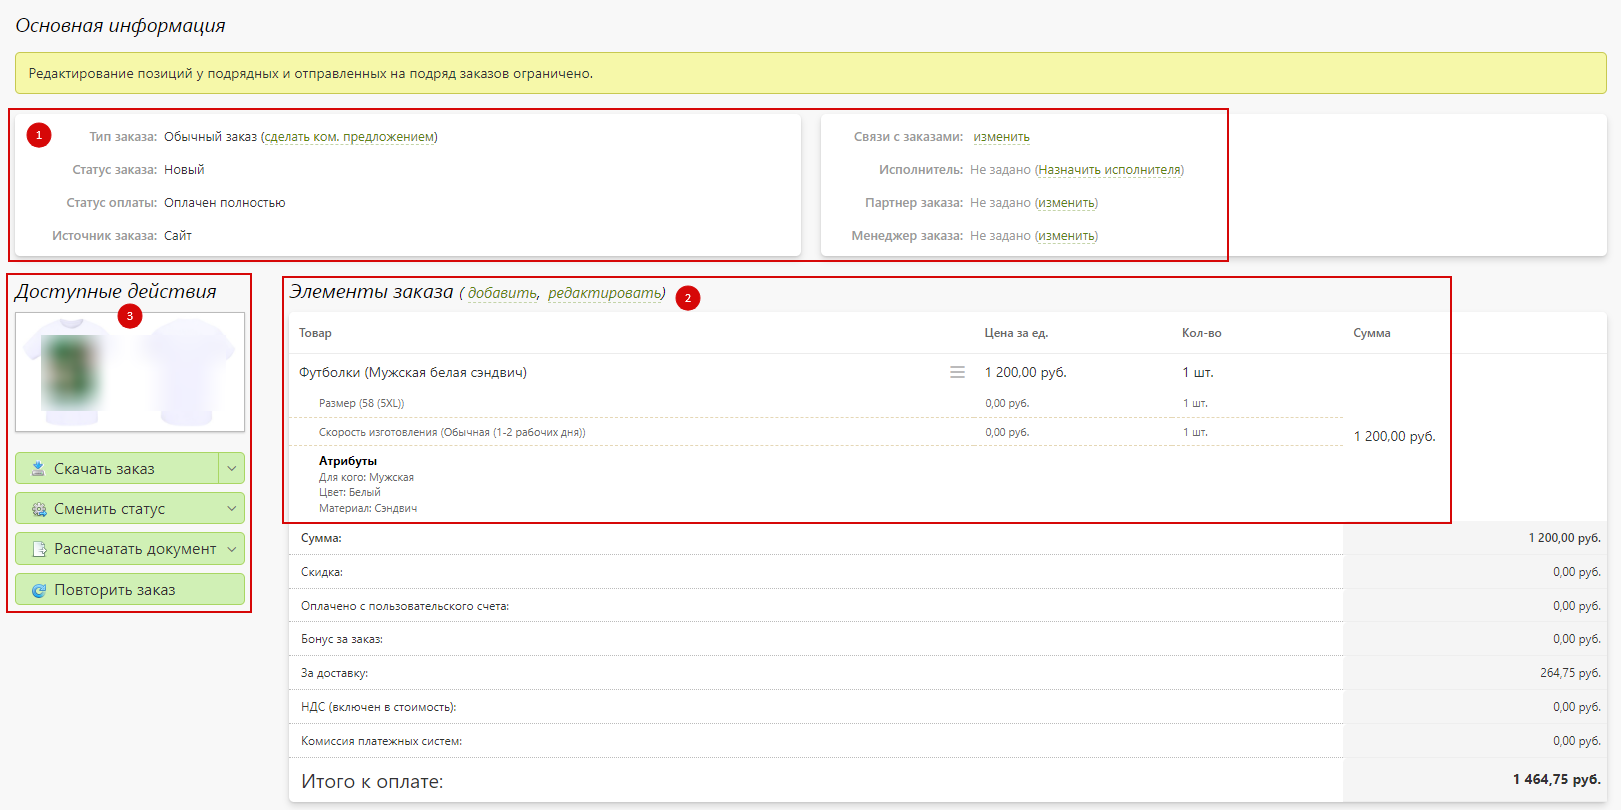 Основная информация
Редактирование позиций у подрядных и отправленных на подряд заказов ограничено.
1
Тип заказа: Обычный заказ (сделать ком. предложением)
Статус заказа: Новый
Статус оплаты: Оплачен полностью
Источник заказа: Сайт
Связи с заказами: изменить
Исполнитель: Не задано (Назначить исполнителя)
Партнер заказа: Не задано (изменить)
Менеджер заказа: Не задано (изменить)
Доступные действия
3
Скачать заказ
Сменить статус
Распечатать документ
Повторить заказ
Элементы заказа ( добавить, редактировать) 2
Товар Цена за ед. Кол-во Сумма
Футболки (Мужская белая сэндвич) 1 200,00 руб. 1 шт.
Размер (58 (5XL)) 0,00 руб. 1 шт.
Скорость изготовления (Обычная (1-2 рабочих дня)) 0,00 руб. 1 шт.
1 200,00 руб.
Атрибуты
Для кого: Мужская
Цвет: Белый
Материал: Сэндвич
Сумма: 1 200,00 руб.
Скидка: 0,00 руб.
Оплачено с пользовательского счета: 0,00 руб.
Бонус за заказ: 0,00 руб.
За доставку: 264,75 руб.
НДС (включен в стоимость): 0,00 руб.
Комиссия платежных систем: 0,00 руб.
Итого к оплате: 1 464,75 руб.